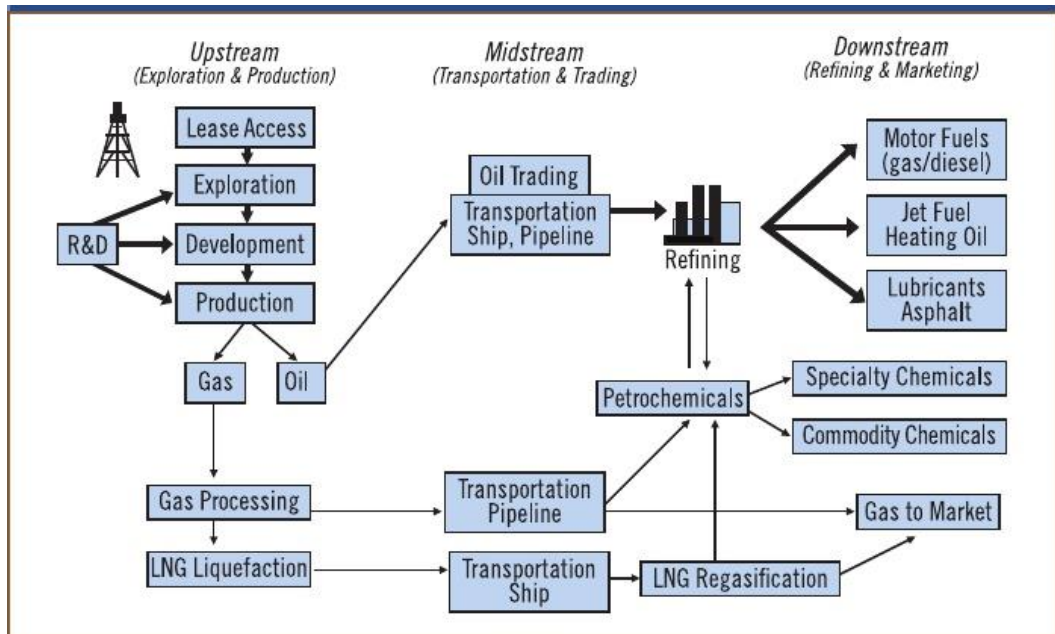 Upstream
(Exploration & Production)
Midstream
(Transportation & Trading)
Downstream
(Refining & Marketing)
Lease Access
Exploration
R&D
Development
Production
Gas
Oil
Oil Trading
Transportation
Ship, Pipeline
Refining
Motor Fuels
(gas/diesel)
Jet Fuel
Heating Oil
Lubricants
Asphalt
Petrochemicals
Specialty Chemicals
Commodity Chemicals
Gas Processing
Transportation
Pipeline
Gas to Market
LNG Liquefaction
Transportation
Ship
LNG Regasification